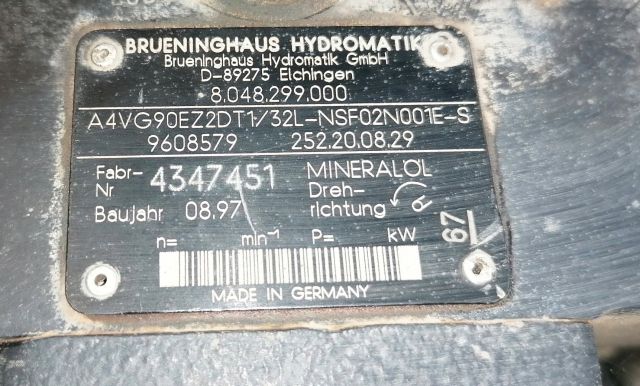 BRUENINGHAUS HYDROMATIK
Brueninghaus Hydromatik GmbH
D-89275 Elchingen
8.048.299.000
A4VG90EZ2DT1/32L-NSF02N001E-S
9608579 252.20.08.29
Fabr-Nr 4347451 MINERALÖL
Baujahr 08.97 Dreh-richtung
67
n= min⁻¹ P= kW
MADE IN GERMANY